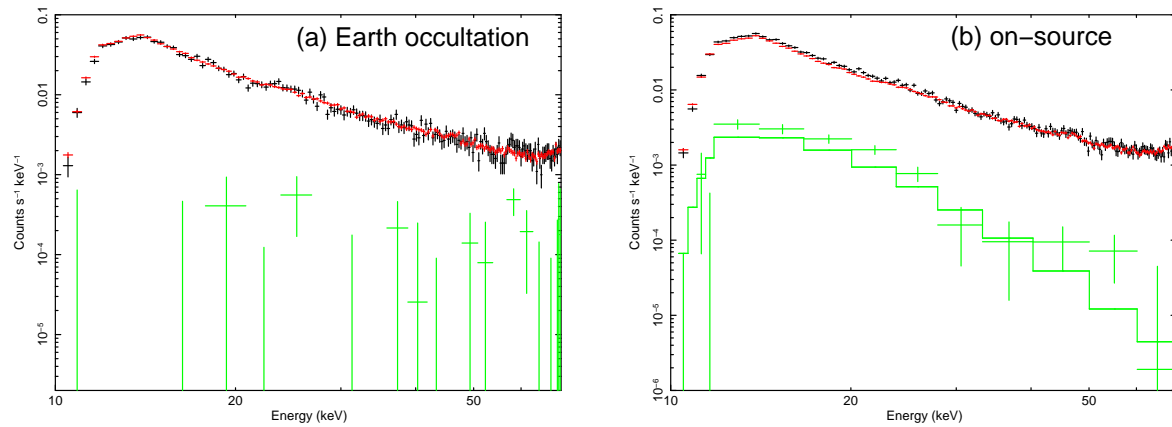 (a) Earth occultation
0.1
0.01
10⁻³
10⁻⁴
10⁻⁵
Counts s⁻¹ keV⁻¹
10
20
50
Energy (keV)
(b) on−source
0.1
0.01
10⁻³
10⁻⁴
10⁻⁵
10⁻⁶
Counts s⁻¹ keV⁻¹
10
20
50
Energy (keV)